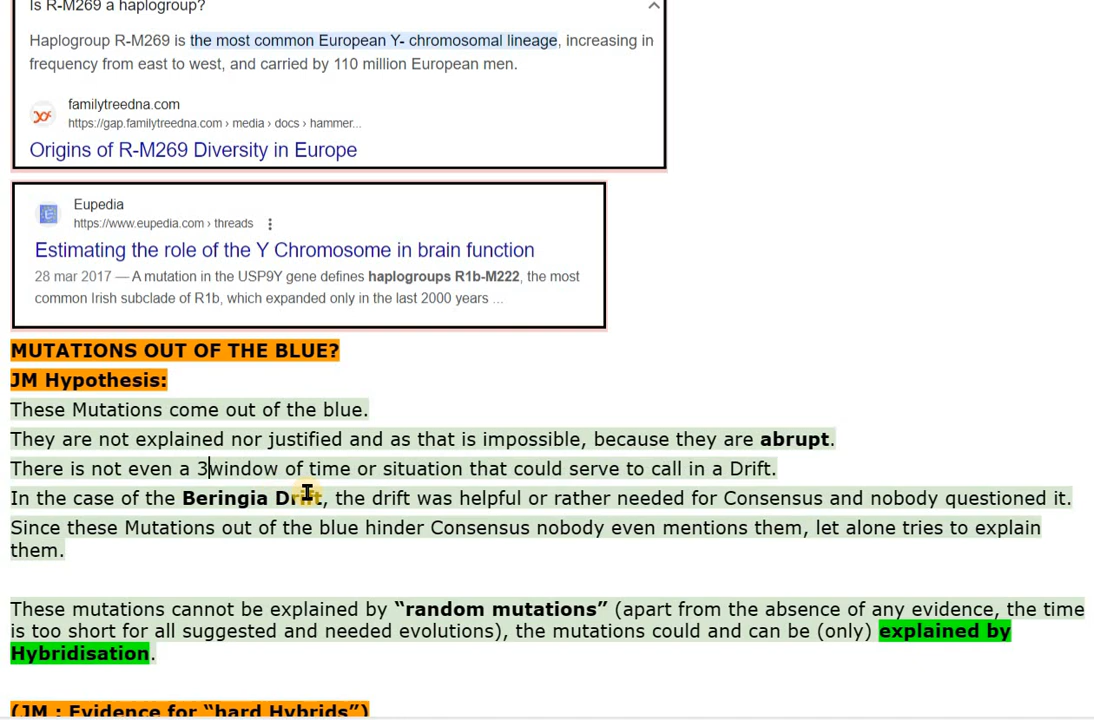 Is R-M269 a haplogroup?
Haplogroup R-M269 is the most common European Y- chromosomal lineage, increasing in
frequency from east to west, and carried by 110 million European men.
familytreedna.com
https://gap.familytreedna.com › media › docs › hammer...
Origins of R-M269 Diversity in Europe
Eupedia
https://www.eupedia.com › threads
Estimating the role of the Y Chromosome in brain function
28 mar 2017 — A mutation in the USP9Y gene defines haplogroups R1b-M222, the most
common Irish subclade of R1b, which expanded only in the last 2000 years ...
MUTATIONS OUT OF THE BLUE?
JM Hypothesis:
These Mutations come out of the blue.
They are not explained nor justified and as that is impossible, because they are abrupt.
There is not even a 3window of time or situation that could serve to call in a Drift.
In the case of the Beringia Drift, the drift was helpful or rather needed for Consensus and nobody questioned it.
Since these Mutations out of the blue hinder Consensus nobody even mentions them, let alone tries to explain
them.
These mutations cannot be explained by “random mutations” (apart from the absence of any evidence, the time
is too short for all suggested and needed evolutions), the mutations could and can be (only) explained by
Hybridisation.
(JM : Evidence for “hard Hybrids”)